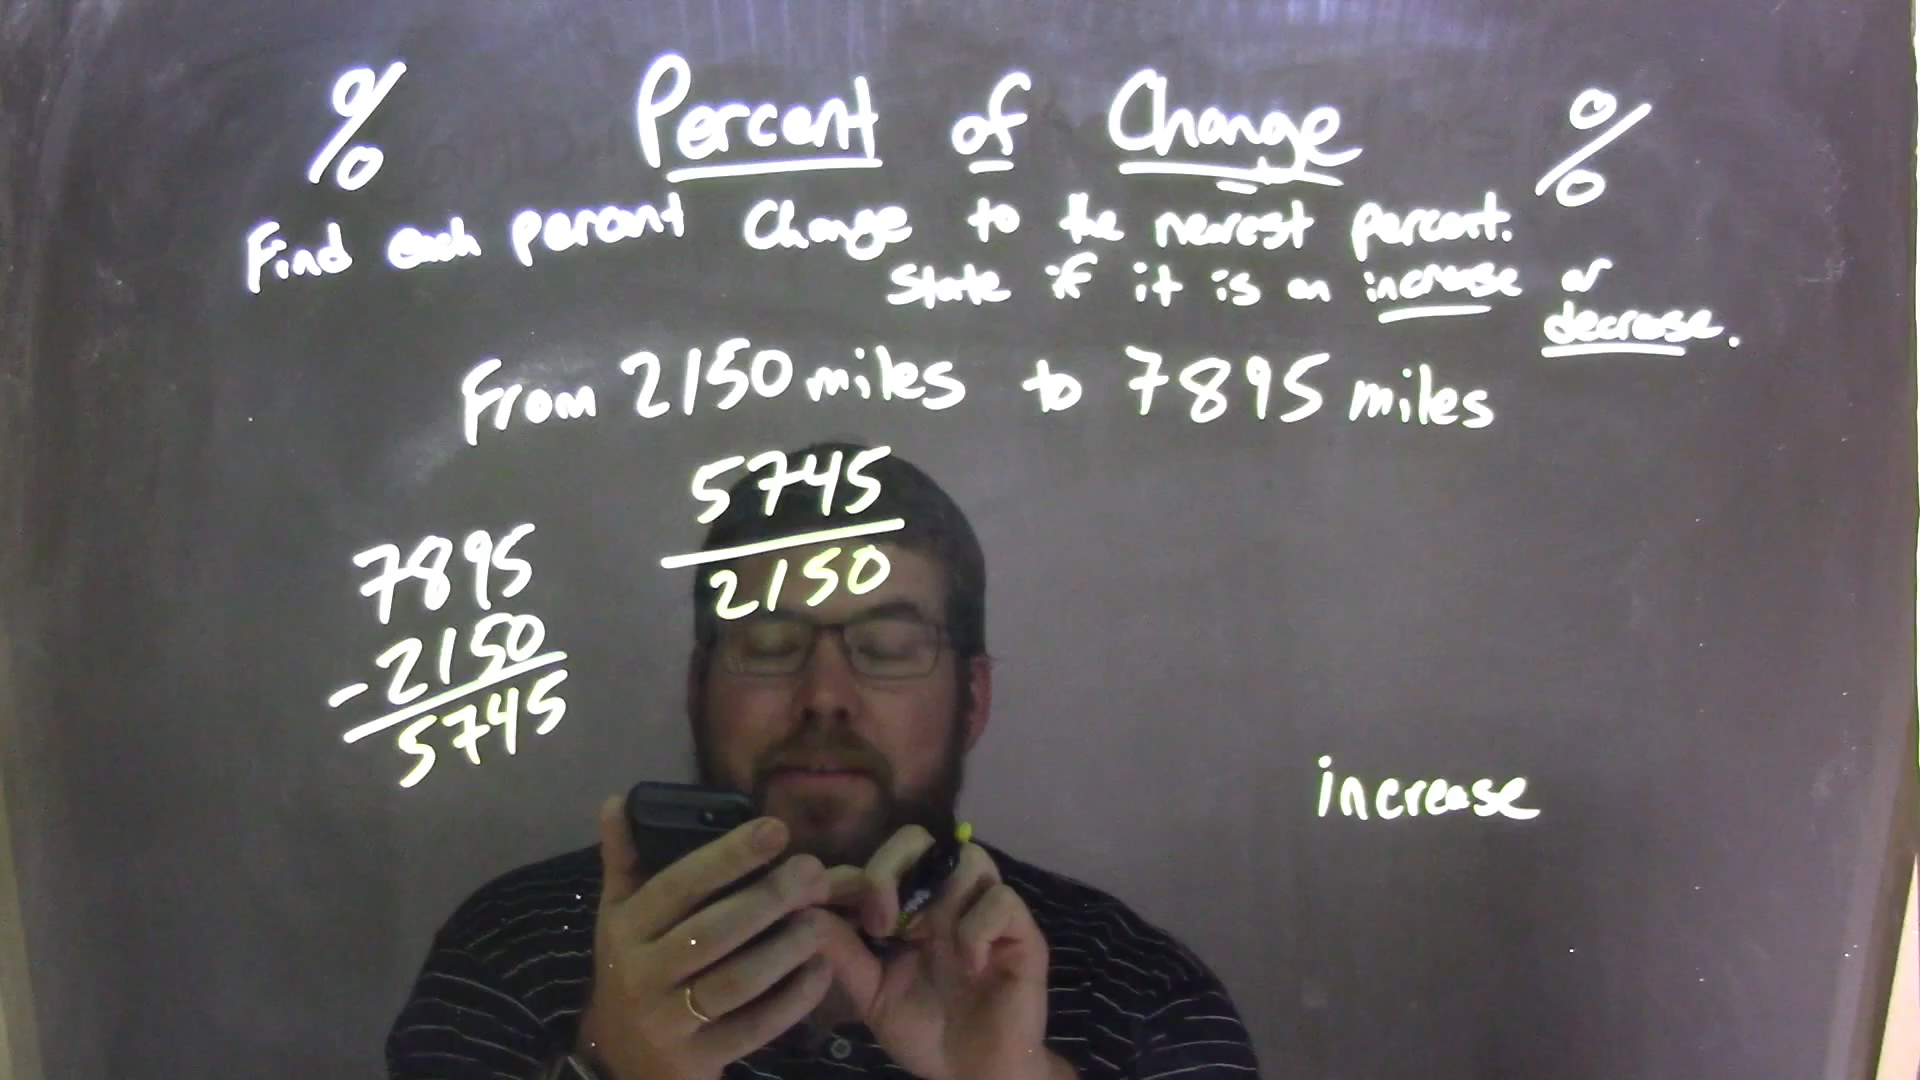 % Percent of Change %
Find each percent change to the nearest percent.
State if it is an increase or
decrease.
From 2150 miles to 7895 miles
5745
2150
7895
-2150
5745
increase